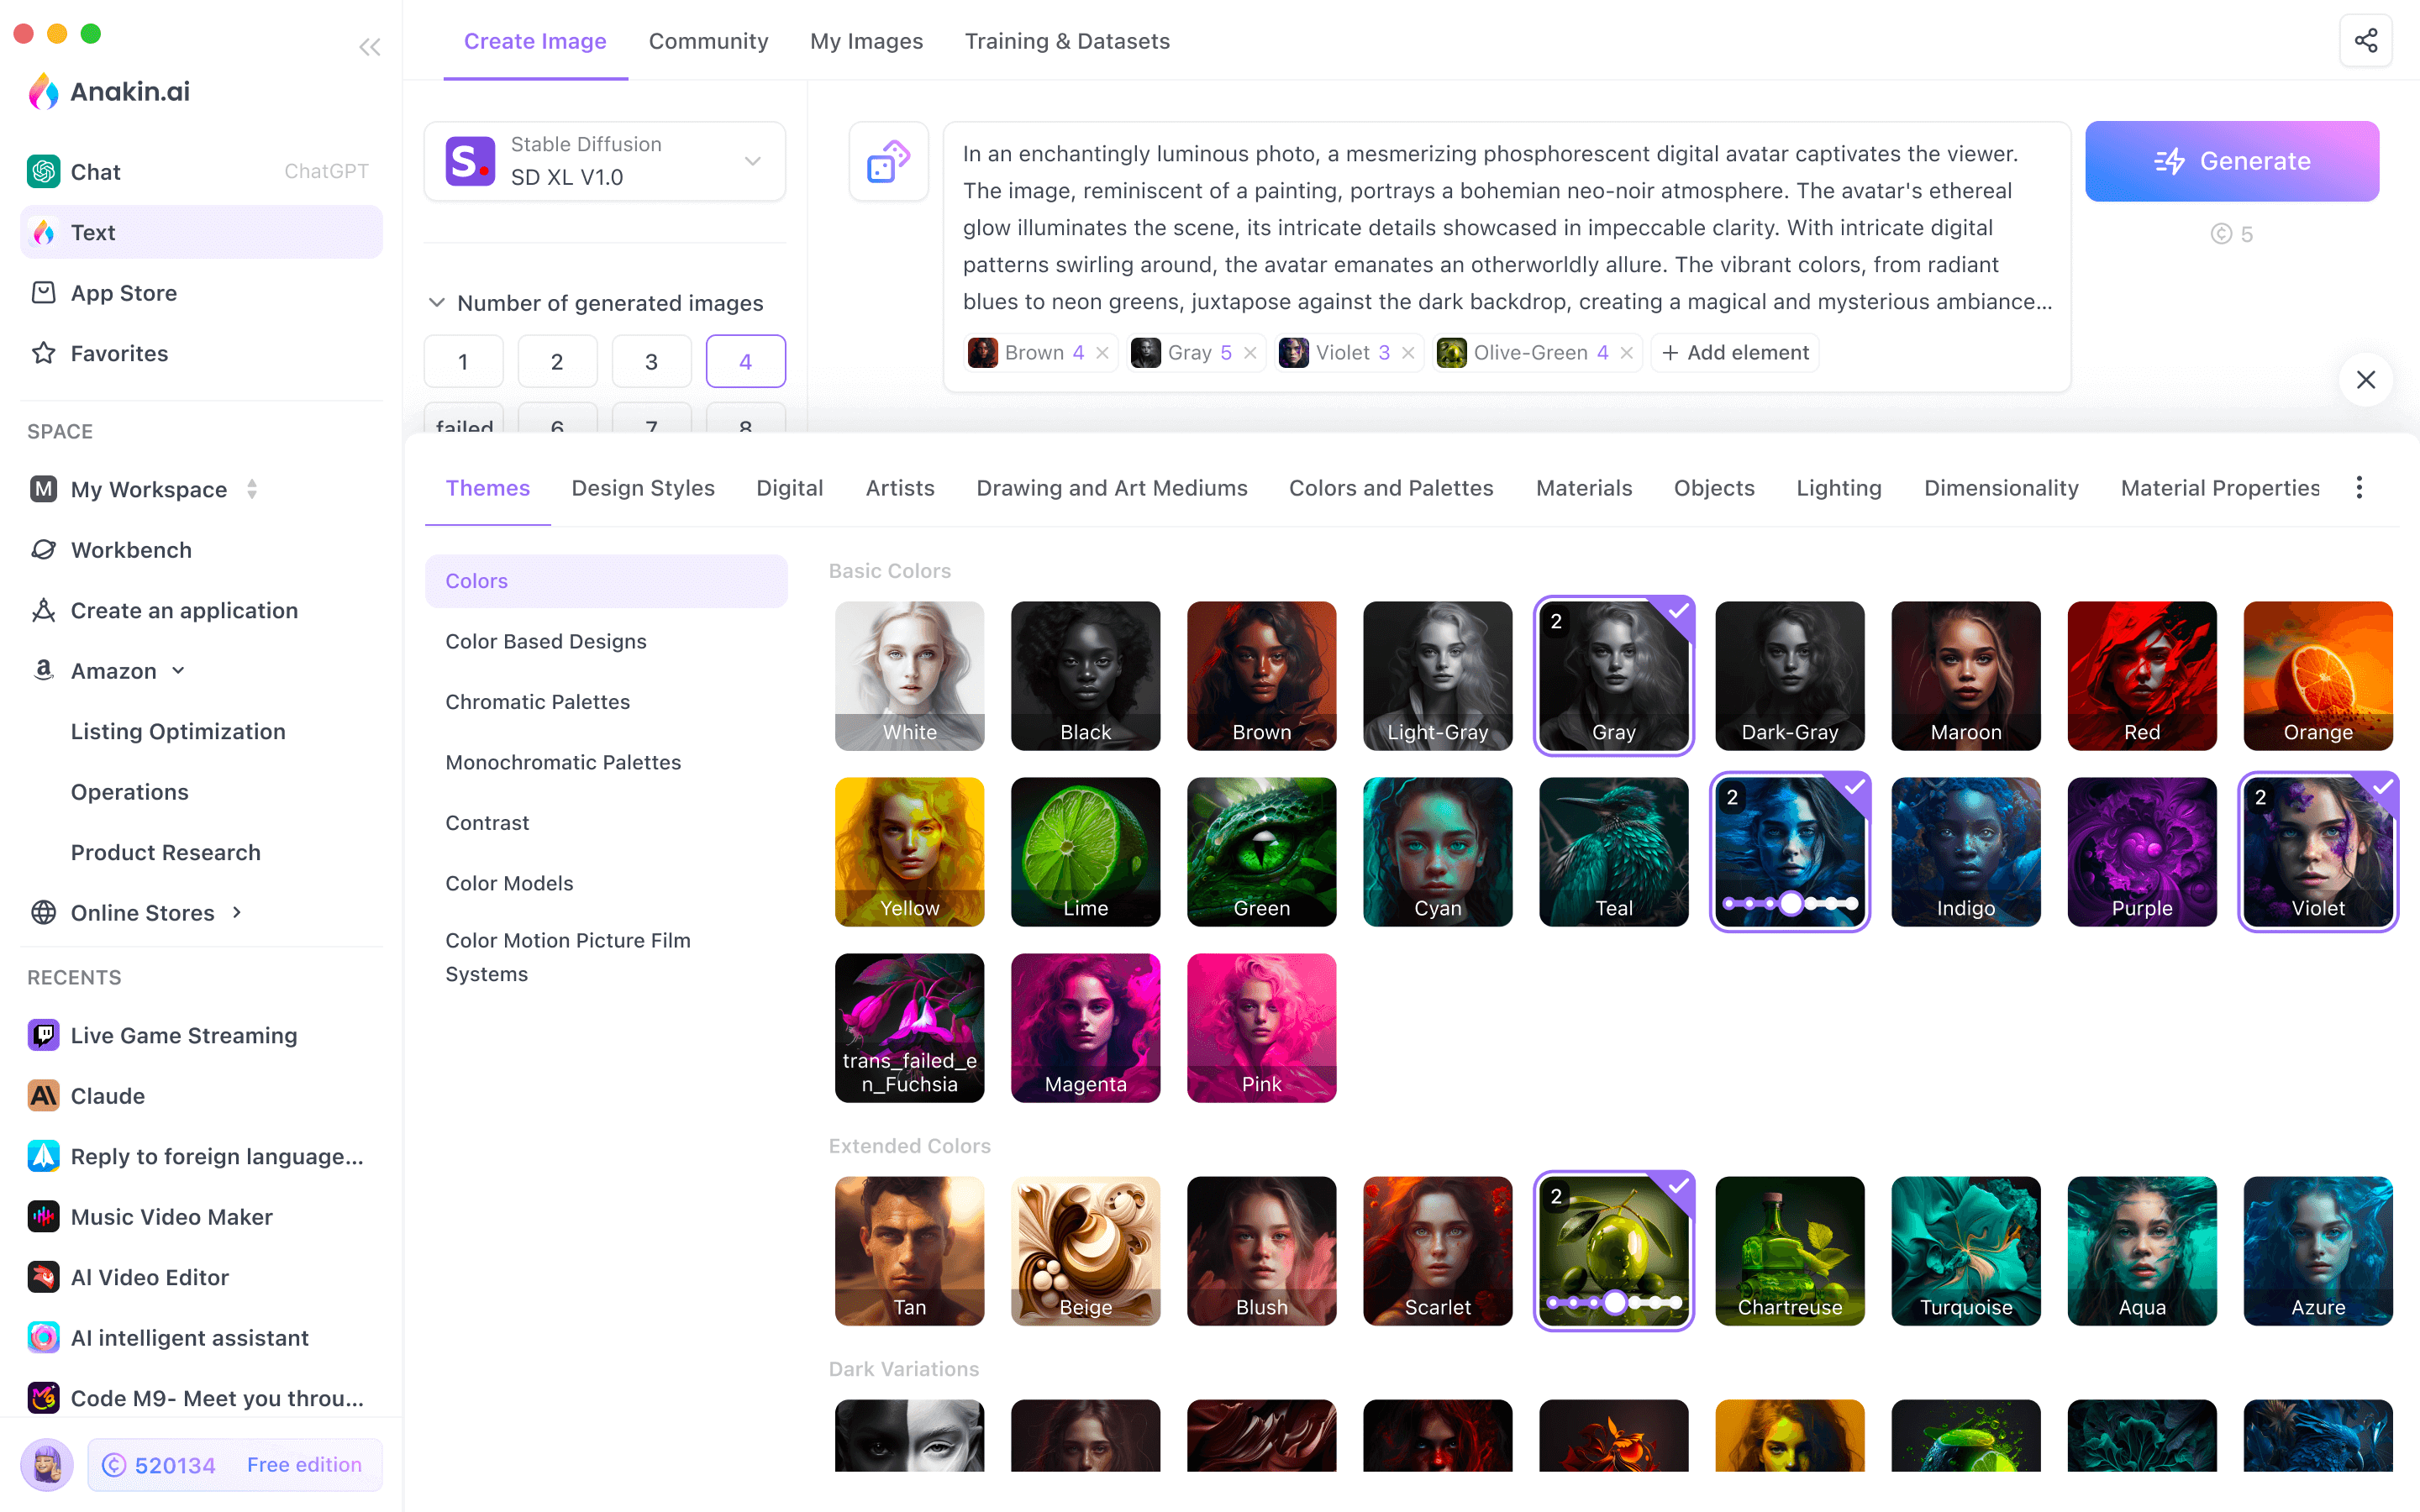 Anakin.ai
Chat
ChatGPT
Text
App Store
Favorites
SPACE
M
My Workspace
Workbench
Create an application
Amazon
Listing Optimization
Operations
Product Research
Online Stores
RECENTS
Live Game Streaming
Claude
Reply to foreign language...
Music Video Maker
AI Video Editor
AI intelligent assistant
Code M9- Meet you throu...
520134
Free edition
Create Image
Community
My Images
Training & Datasets
S.
Stable Diffusion
SD XL V1.0
Number of generated images
1
2
3
4
failed
6
7
8
In an enchantingly luminous photo, a mesmerizing phosphorescent digital avatar captivates the viewer.
The image, reminiscent of a painting, portrays a bohemian neo-noir atmosphere. The avatar's ethereal
glow illuminates the scene, its intricate details showcased in impeccable clarity. With intricate digital
patterns swirling around, the avatar emanates an otherworldly allure. The vibrant colors, from radiant
blues to neon greens, juxtapose against the dark backdrop, creating a magical and mysterious ambiance...
Brown 4
Gray 5
Violet 3
Olive-Green 4
+ Add element
Generate
5
Themes
Design Styles
Digital
Artists
Drawing and Art Mediums
Colors and Palettes
Materials
Objects
Lighting
Dimensionality
Material Properties
Colors
Color Based Designs
Chromatic Palettes
Monochromatic Palettes
Contrast
Color Models
Color Motion Picture Film
Systems
Basic Colors
White
Black
Brown
Light-Gray
2
Gray
Dark-Gray
Maroon
Red
Orange
Yellow
Lime
Green
Cyan
Teal
2
Indigo
Purple
2
Violet
trans_failed_e
n_Fuchsia
Magenta
Pink
Extended Colors
Tan
Beige
Blush
Scarlet
2
Chartreuse
Turquoise
Aqua
Azure
Dark Variations